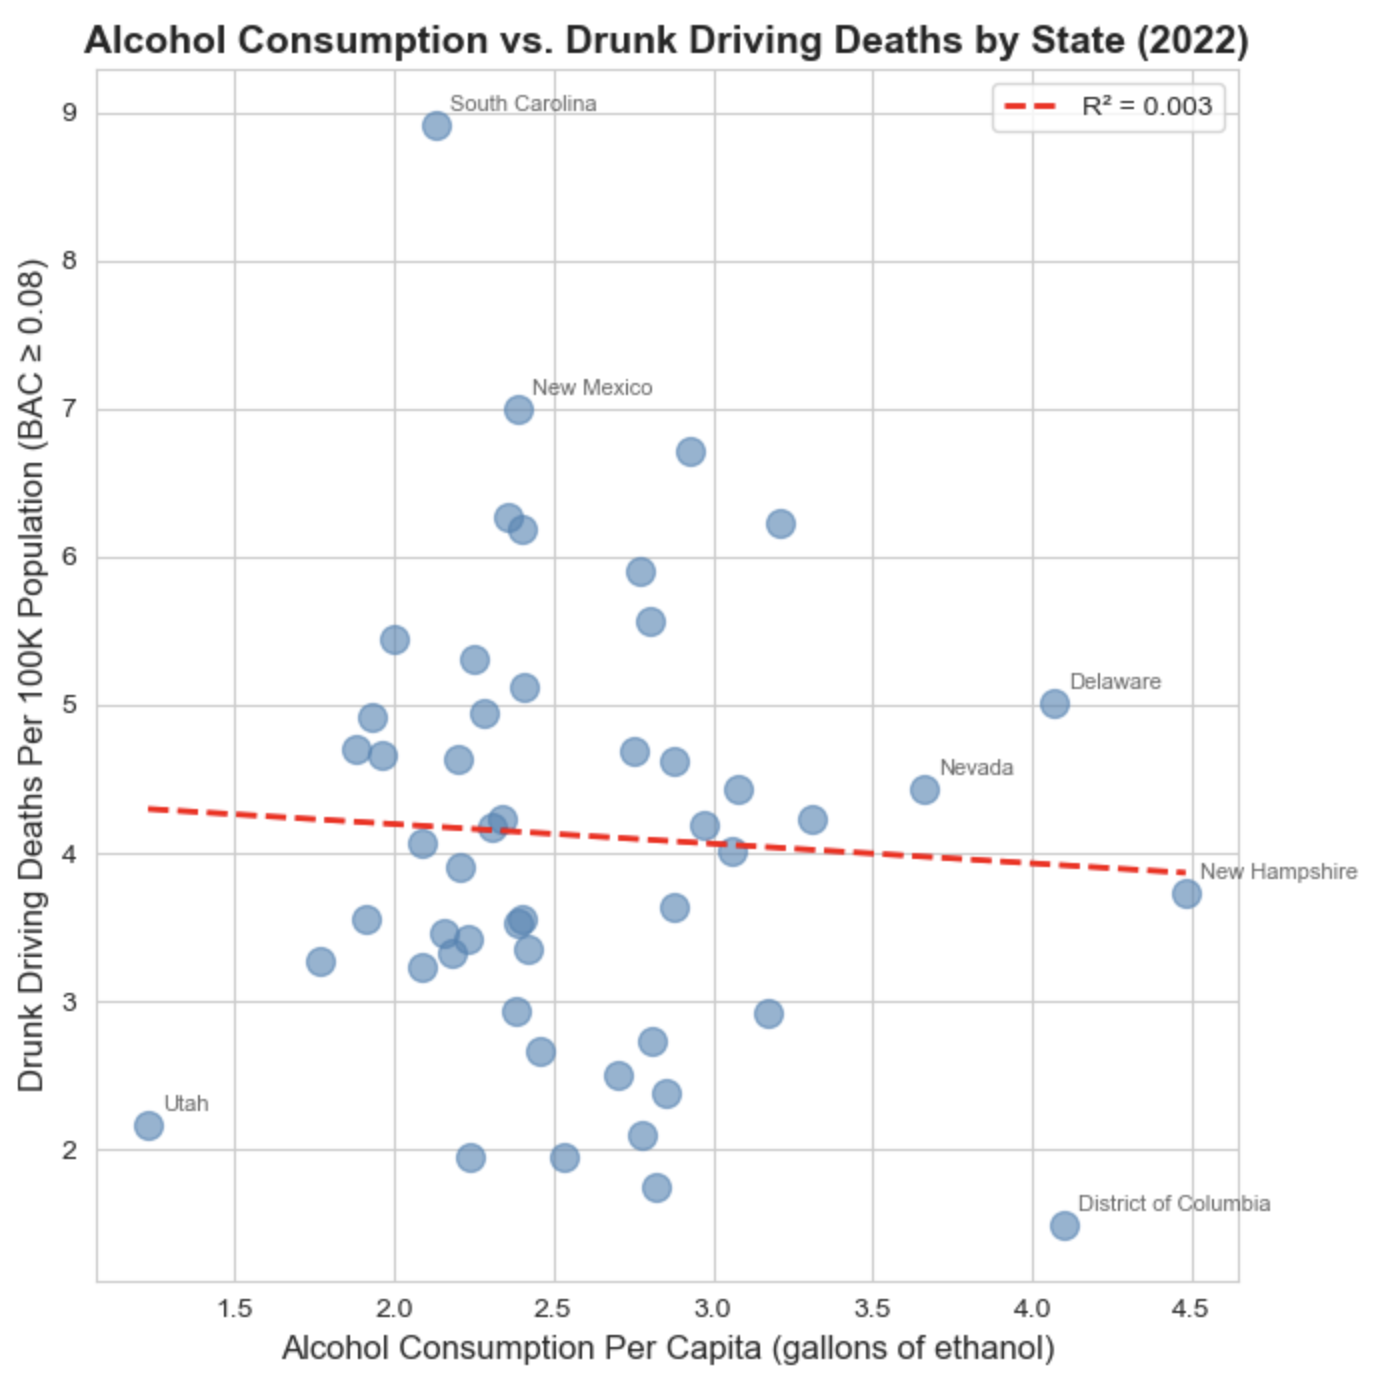 Alcohol Consumption vs. Drunk Driving Deaths by State (2022)
R² = 0.003
Drunk Driving Deaths Per 100K Population (BAC ≥ 0.08)
9
8
7
6
5
4
3
2
South Carolina
New Mexico
Delaware
Nevada
New Hampshire
Utah
District of Columbia
1.5 2.0 2.5 3.0 3.5 4.0 4.5
Alcohol Consumption Per Capita (gallons of ethanol)